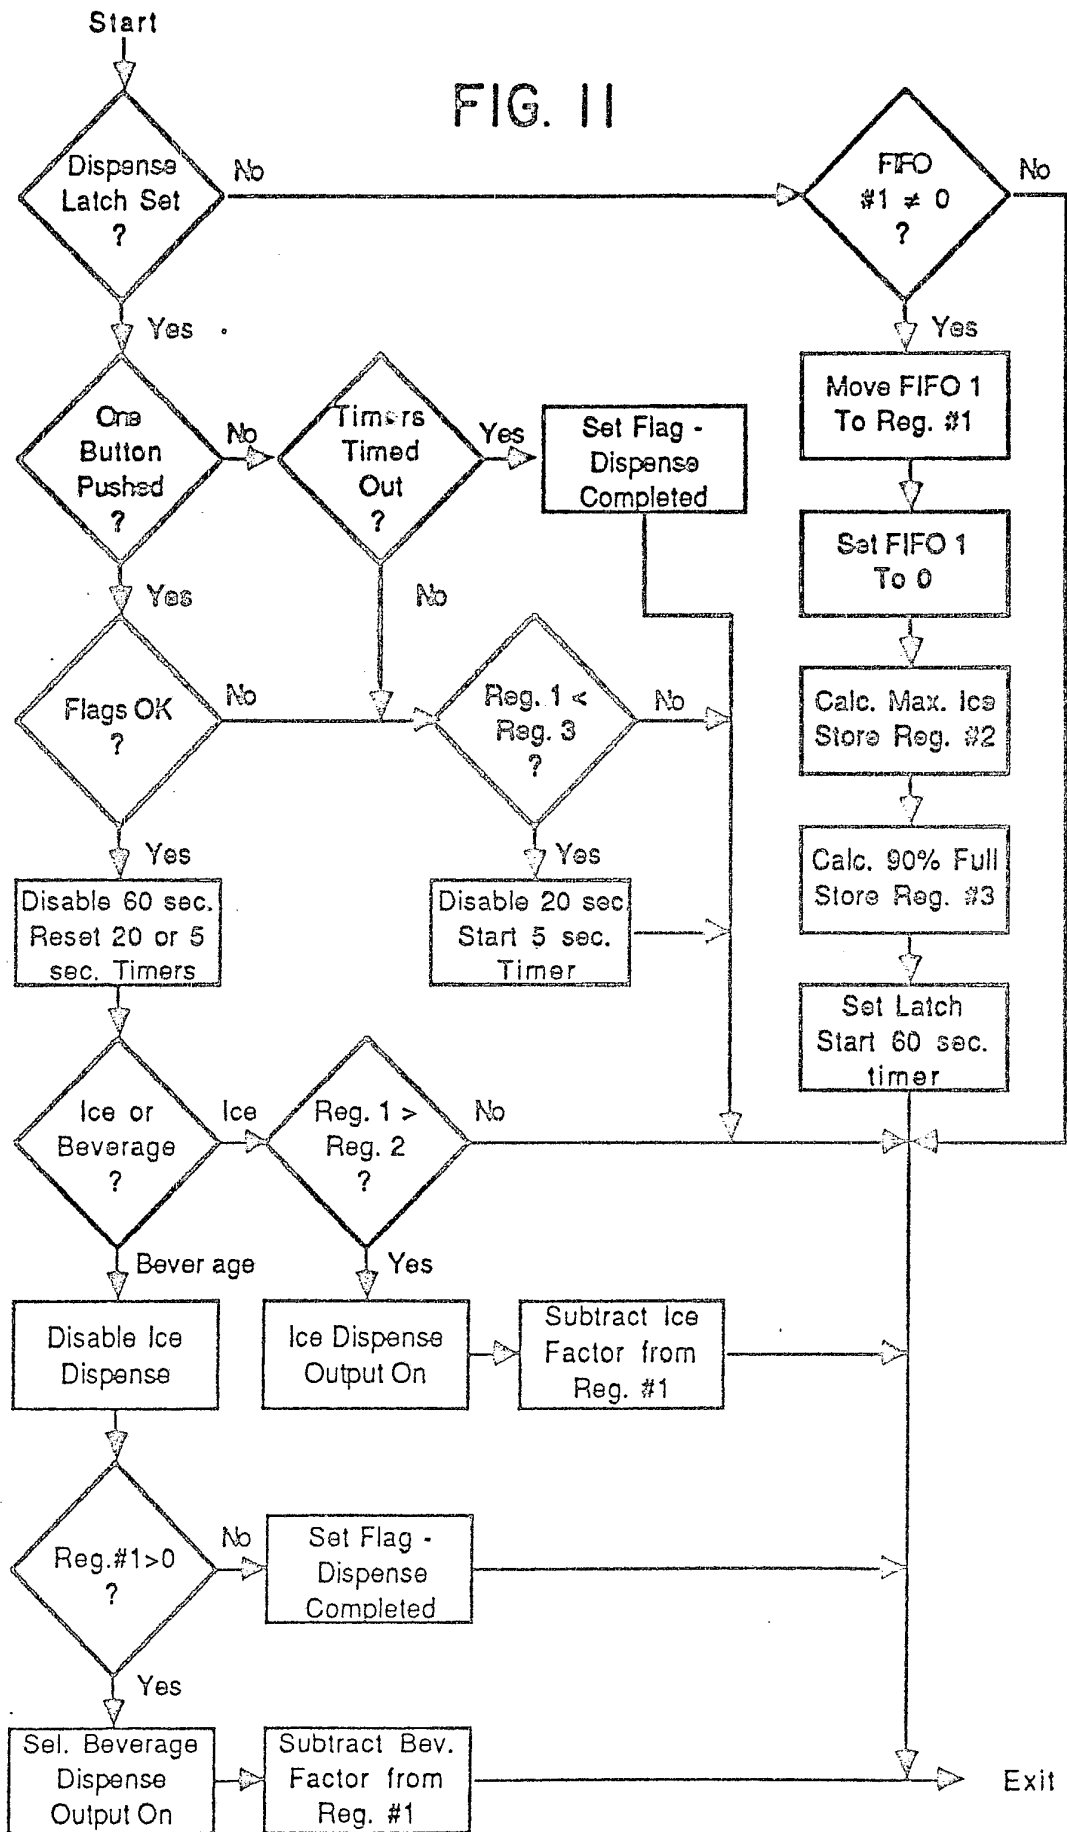 Start
FIG. 11
Dispense
Latch Set
?
No
FIFO
#1 ≠ 0
?
No
Yes
Yes
One
Button
Pushed
?
No
Timers
Timed
Out
?
Yes
Set Flag -
Dispense
Completed
Move FIFO 1
To Reg. #1
Set FIFO 1
To 0
Yes
No
Flags OK
?
No
Reg. 1 <
Reg. 3
?
No
Calc. Max. Ice
Store Reg. #2
Yes
Yes
Calc. 90% Full
Store Reg. #3
Disable 60 sec.
Reset 20 or 5
sec. Timers
Disable 20 sec
Start 5 sec.
Timer
Set Latch
Start 60 sec.
timer
Ice or
Beverage
?
Ice
Reg. 1 >
Reg. 2
?
No
Bever age
Yes
Disable Ice
Dispense
Ice Dispense
Output On
Subtract Ice
Factor from
Reg. #1
Reg.#1>0
?
No
Set Flag -
Dispense
Completed
Yes
Sel. Beverage
Dispense
Output On
Subtract Bev.
Factor from
Reg. #1
Exit